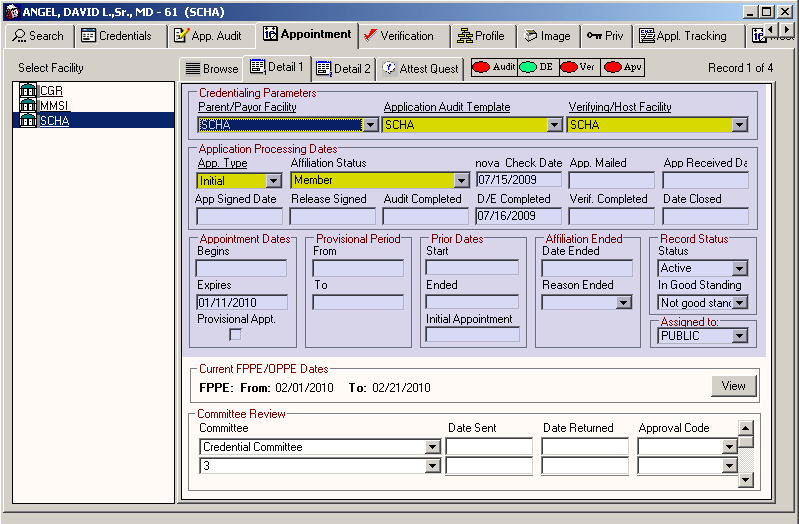 ANGEL, DAVID L.,Sr., MD - 61 (SCHA)
Search Credentials App. Audit Appointment Verification Profile Image Priv Appl. Tracking
Select Facility
CGR
MMSI
SCHA
Browse Detail 1 Detail 2 Attest Quest Audit DE Ver Apv Record 1 of 4
Credentialing Parameters
Parent/Payor Facility Application Audit Template Verifying/Host Facility
SCHA SCHA SCHA
Application Processing Dates
App. Type Affiliation Status nova Check Date App. Mailed App Received Da
Initial Member 07/15/2009
App Signed Date Release Signed Audit Completed D/E Completed Verif. Completed Date Closed
07/16/2009
Appointment Dates Provisional Period Prior Dates Affiliation Ended Record Status
Begins From Start Date Ended Status
Active
Expires To Ended Reason Ended In Good Standing
01/11/2010 Not good stand
Provisional Appt. Initial Appointment Assigned to:
PUBLIC
Current FPPE/OPPE Dates
FPPE: From: 02/01/2010 To: 02/21/2010 View
Committee Review
Committee Date Sent Date Returned Approval Code
Credential Committee
3